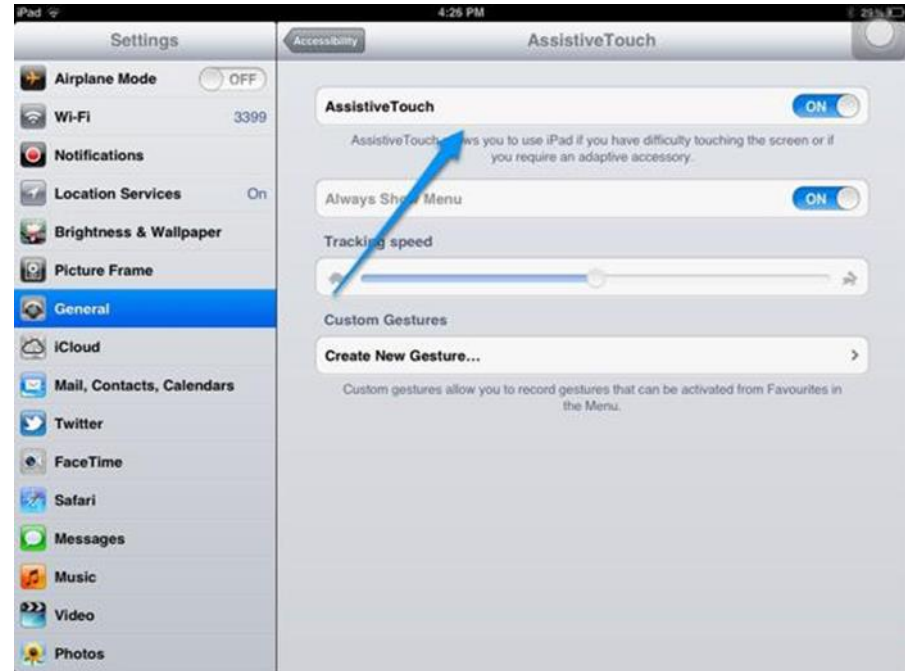 iPad 4:26 PM 29%
Settings
Accessibility AssistiveTouch
Airplane Mode OFF
Wi-Fi 3399
Notifications
Location Services On
Brightness & Wallpaper
Picture Frame
General
iCloud
Mail, Contacts, Calendars
Twitter
FaceTime
Safari
Messages
Music
Video
Photos
AssistiveTouch ON
AssistiveTouch you to use iPad if you have difficulty touching the screen or if
you require an adaptive accessory.
Always Show Menu ON
Tracking speed
Custom Gestures
Create New Gesture...
Custom gestures allow you to record gestures that can be activated from Favourites in
the Menu.